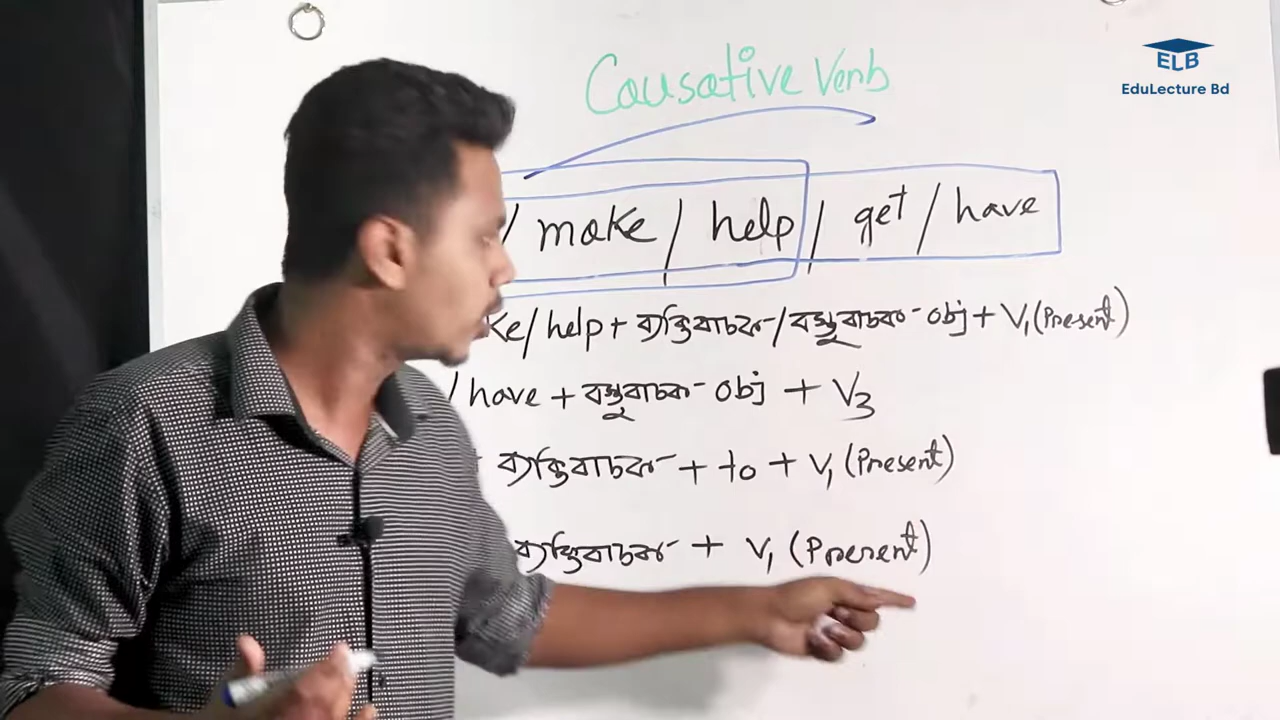 ELB
EduLecture Bd
Causative Verb
/ make / help / get / have
ke/help + ব্যক্তিবাচক/বস্তুবাচক obj + V1 (Present)
/ have + বস্তুবাচক obj + V3
ব্যক্তিবাচক + to + V1 (Present)
ব্যক্তিবাচক + V1 (Present)